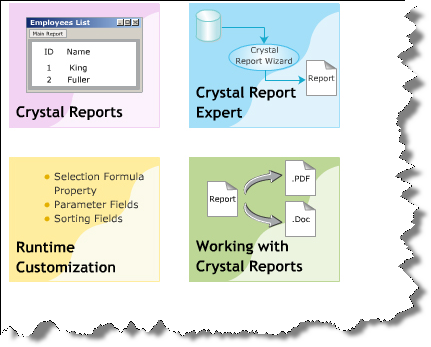 Employees List
Main Report
ID Name
1 King
2 Fuller
Crystal Reports
Crystal
Report Wizard
Report
Crystal Report
Expert
Selection Formula
Property
Parameter Fields
Sorting Fields
Runtime
Customization
Report
.PDF
.Doc
Working with
Crystal Reports